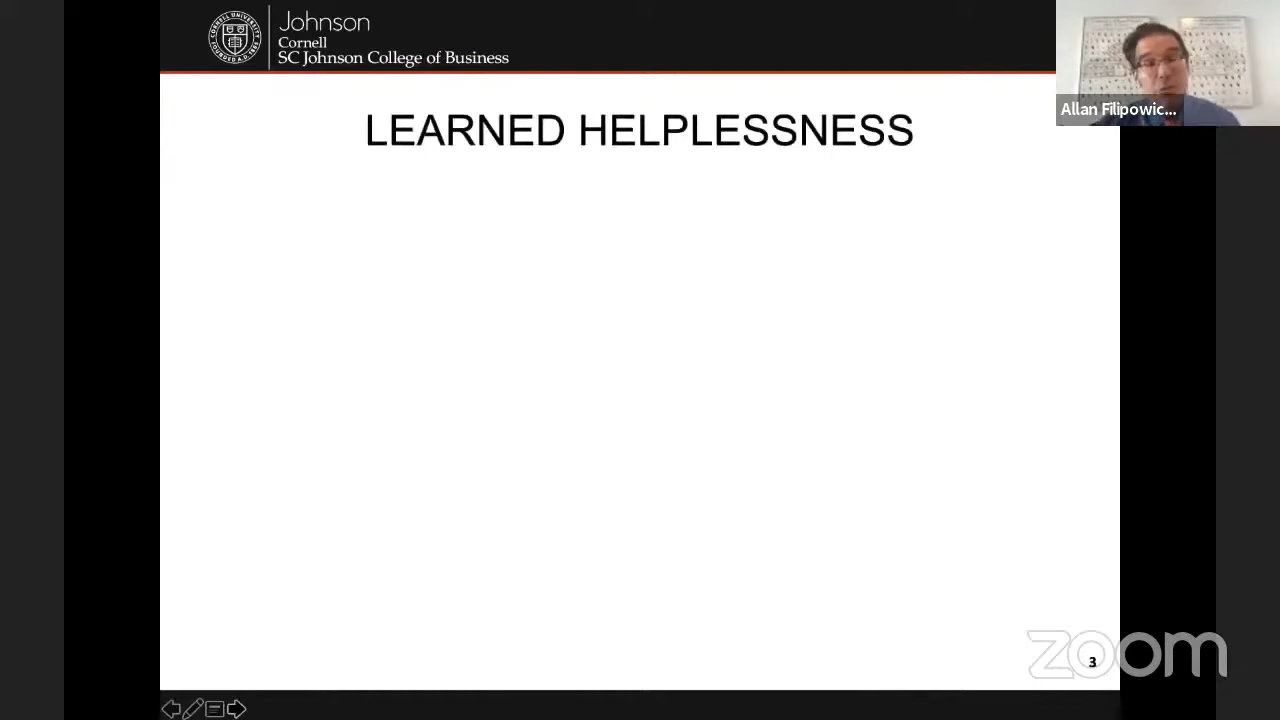 Johnson
Cornell
SC Johnson College of Business
Allan Filipowic...
LEARNED HELPLESSNESS
3
zoom